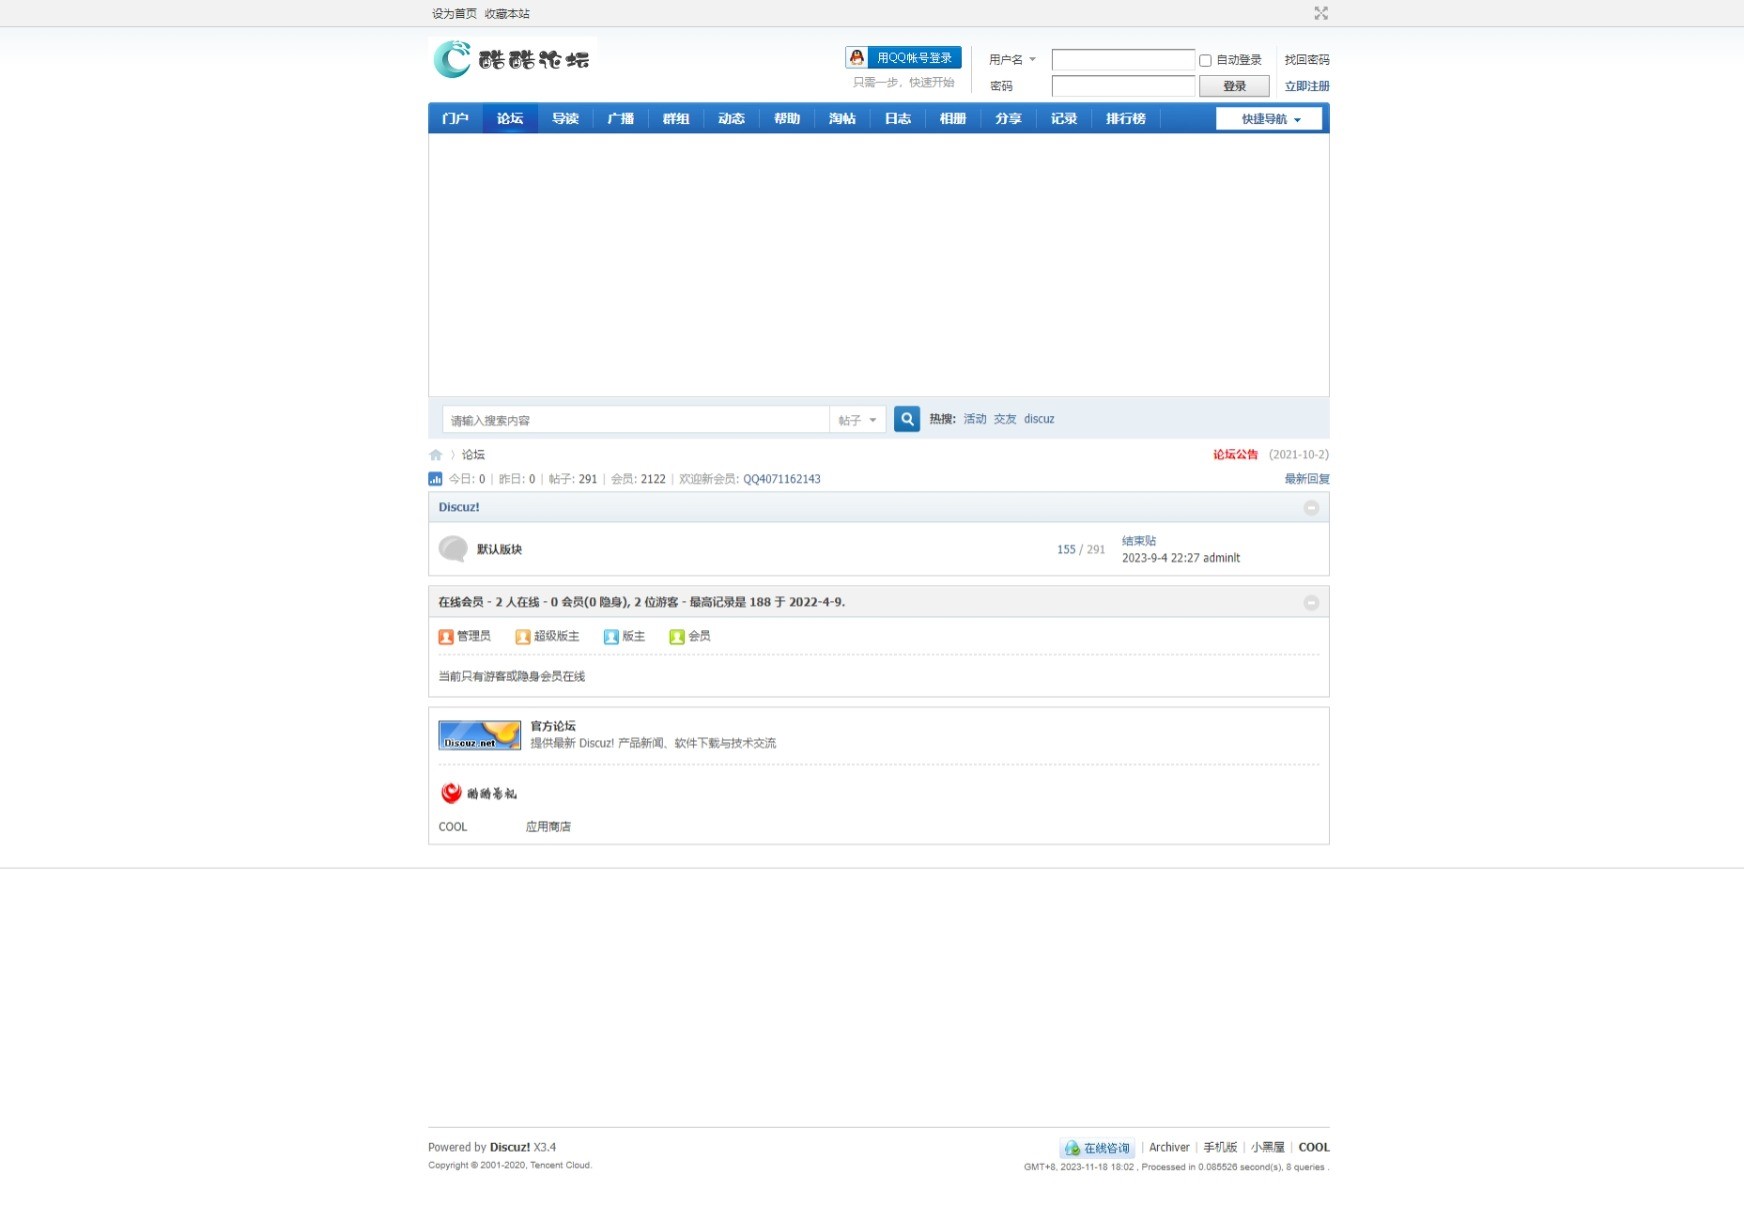 设为首页 收藏本站
酷酷论坛
用QQ帐号登录
只需一步，快速开始
用户名
自动登录
找回密码
密码
登录
立即注册
门户 论坛 导读 广播 群组 动态 帮助 淘帖 日志 相册 分享 记录 排行榜 快捷导航
请输入搜索内容 帖子 热搜: 活动 交友 discuz
论坛 论坛公告 (2021-10-2)
今日: 0 | 昨日: 0 | 帖子: 291 | 会员: 2122 | 欢迎新会员: QQ4071162143 最新回复
Discuz!
默认版块 155 / 291 结束贴
2023-9-4 22:27 adminlt
在线会员 - 2 人在线 - 0 会员(0 隐身), 2 位游客 - 最高记录是 188 于 2022-4-9.
管理员 超级版主 版主 会员
当前只有游客或隐身会员在线
Discuz.net
官方论坛
提供最新 Discuz! 产品新闻、软件下载与技术交流
COOL 应用商店
Powered by Discuz! X3.4
在线咨询 | Archiver | 手机版 | 小黑屋 | COOL
Copyright © 2001-2020, Tencent Cloud.
GMT+8, 2023-11-18 18:02 , Processed in 0.085526 second(s), 8 queries .